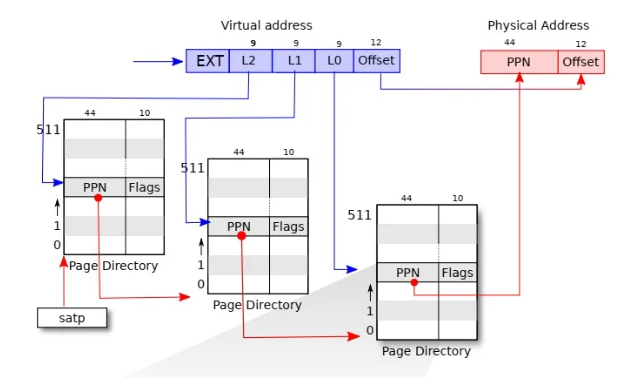 Virtual address
Physical Address
9 9 9 12
44 12
EXT L2 L1 L0 Offset
PPN Offset
44 10
511
PPN Flags
1
0
Page Directory
satp
44 10
511
PPN Flags
1
0
Page Directory
44 10
511
PPN Flags
1
0
Page Directory